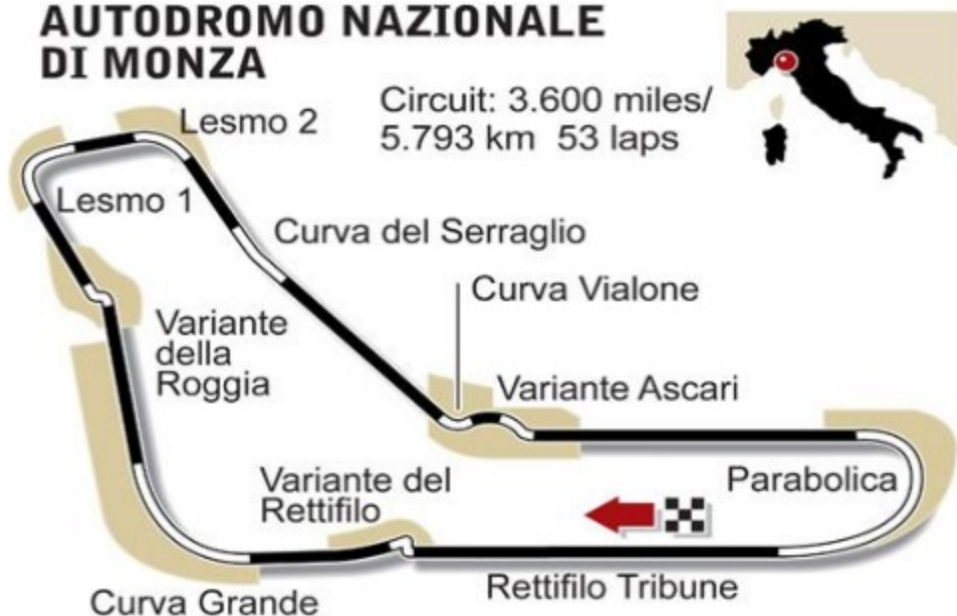 AUTODROMO NAZIONALE
DI MONZA
Circuit: 3.600 miles/
5.793 km 53 laps
Lesmo 2
Lesmo 1
Curva del Serraglio
Curva Vialone
Variante
della
Roggia
Variante Ascari
Variante del
Rettifilo
Parabolica
Rettifilo Tribune
Curva Grande